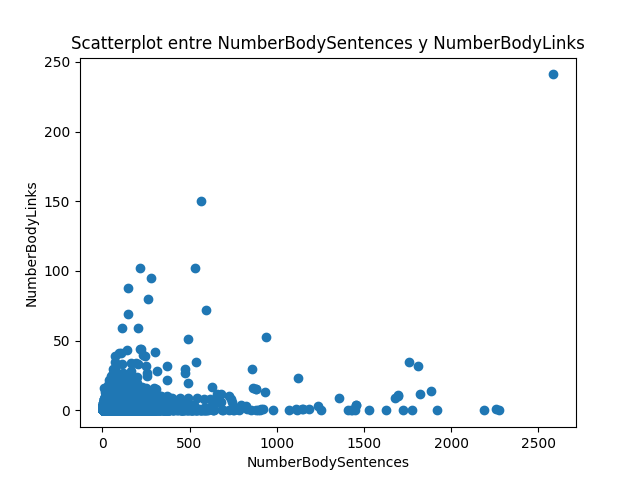 Scatterplot entre NumberBodySentences y NumberBodyLinks
250
200
150
100
50
0
NumberBodyLinks
0 500 1000 1500 2000 2500
NumberBodySentences